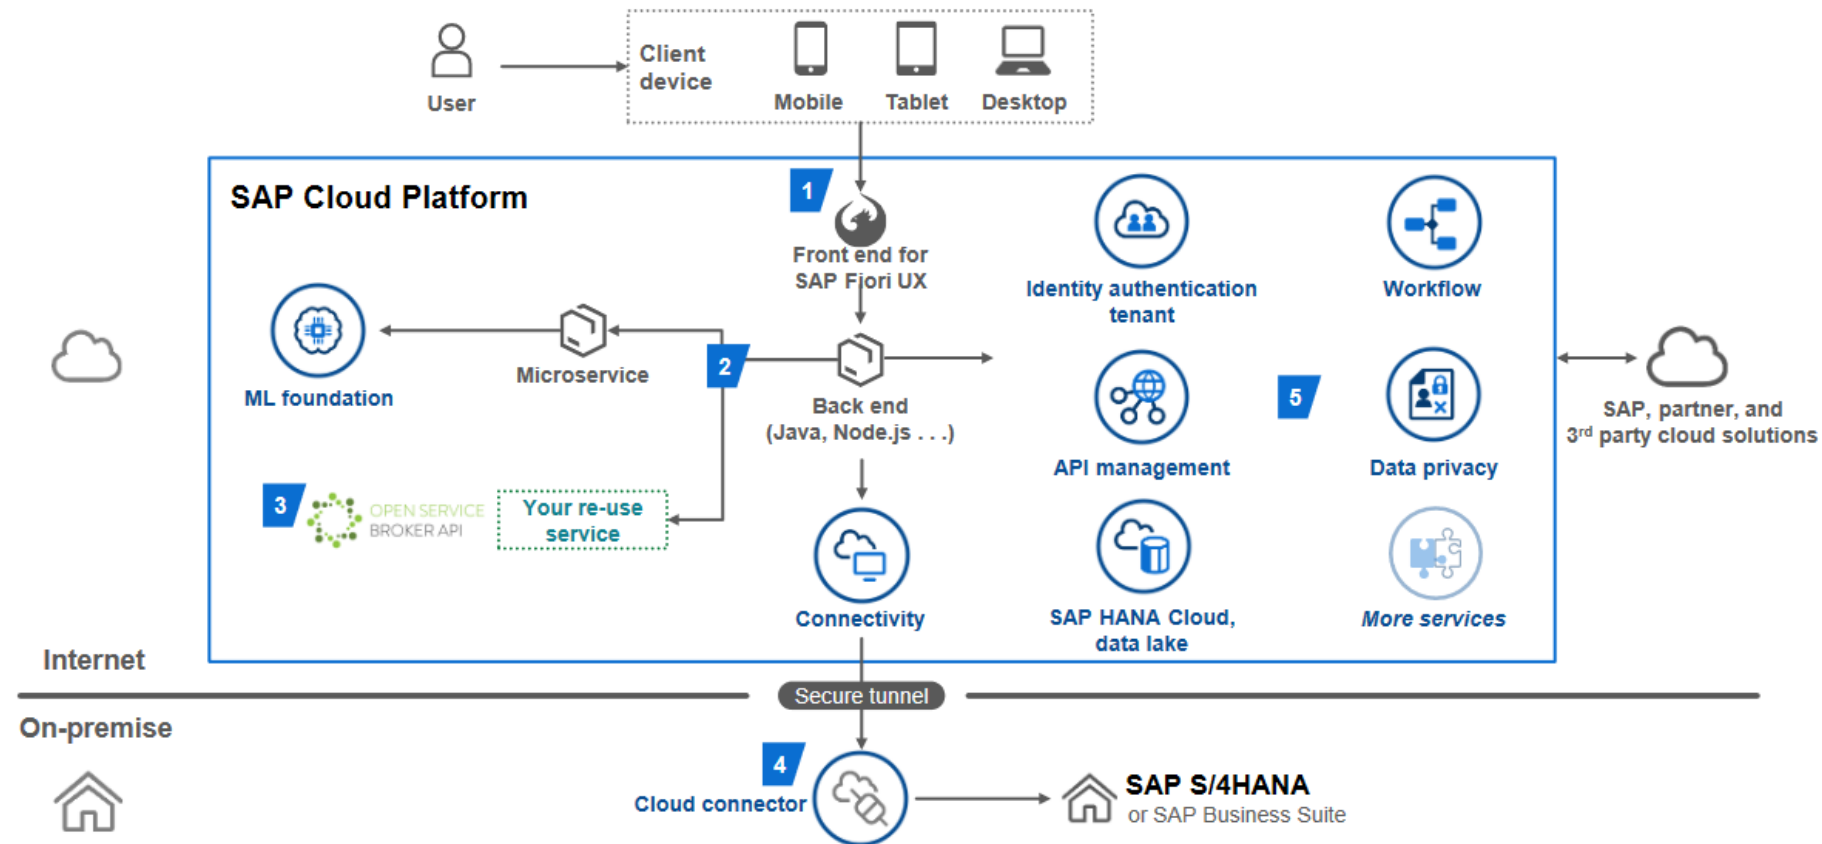 Client
device
User
Mobile
Tablet
Desktop
SAP Cloud Platform
1
Front end for
SAP Fiori UX
Identity authentication
tenant
Workflow
ML foundation
Microservice
2
Back end
(Java, Node.js . . .)
API management
5
Data privacy
SAP, partner, and
3rd party cloud solutions
3
OPEN SERVICE
BROKER API
Your re-use
service
Connectivity
SAP HANA Cloud,
data lake
More services
Internet
Secure tunnel
On-premise
4
Cloud connector
SAP S/4HANA
or SAP Business Suite